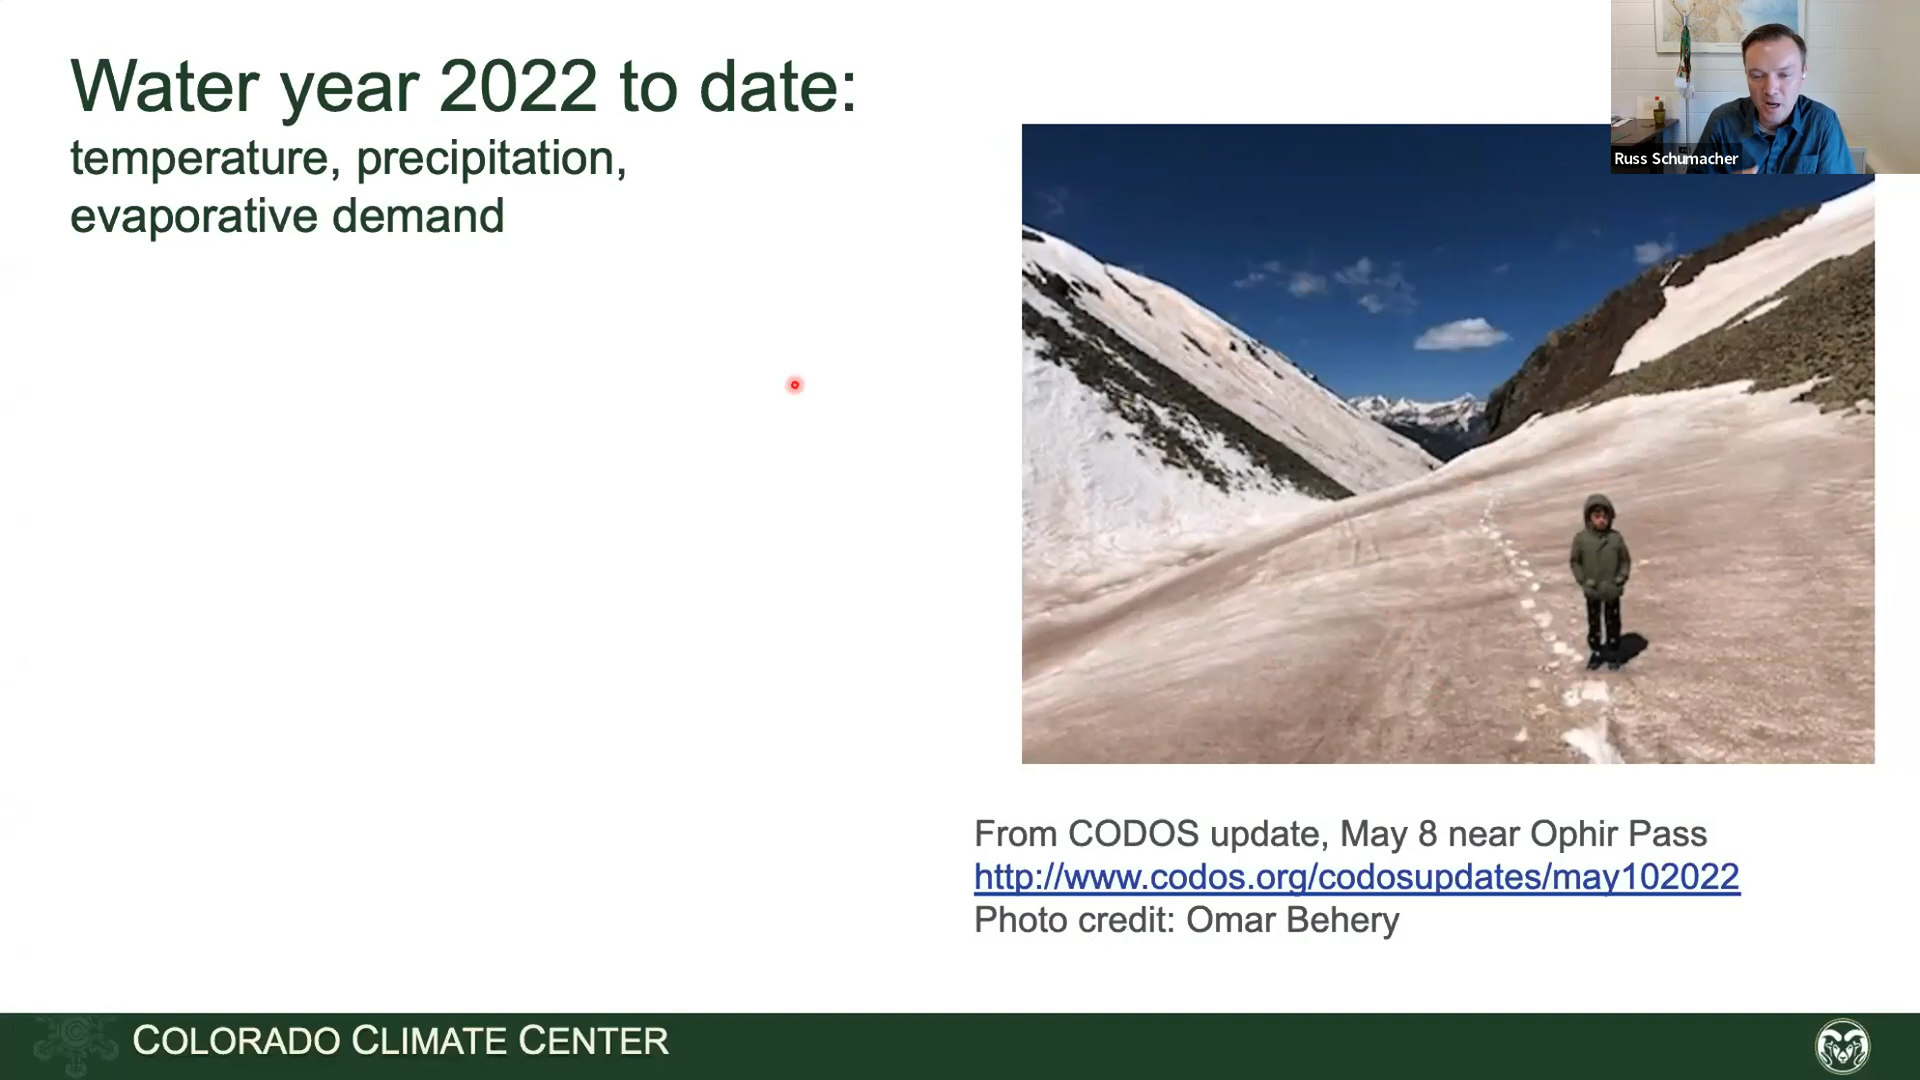 Water year 2022 to date:
temperature, precipitation,
evaporative demand
Russ Schumacher
From CODOS update, May 8 near Ophir Pass
http://www.codos.org/codosupdates/may102022
Photo credit: Omar Behery
COLORADO CLIMATE CENTER